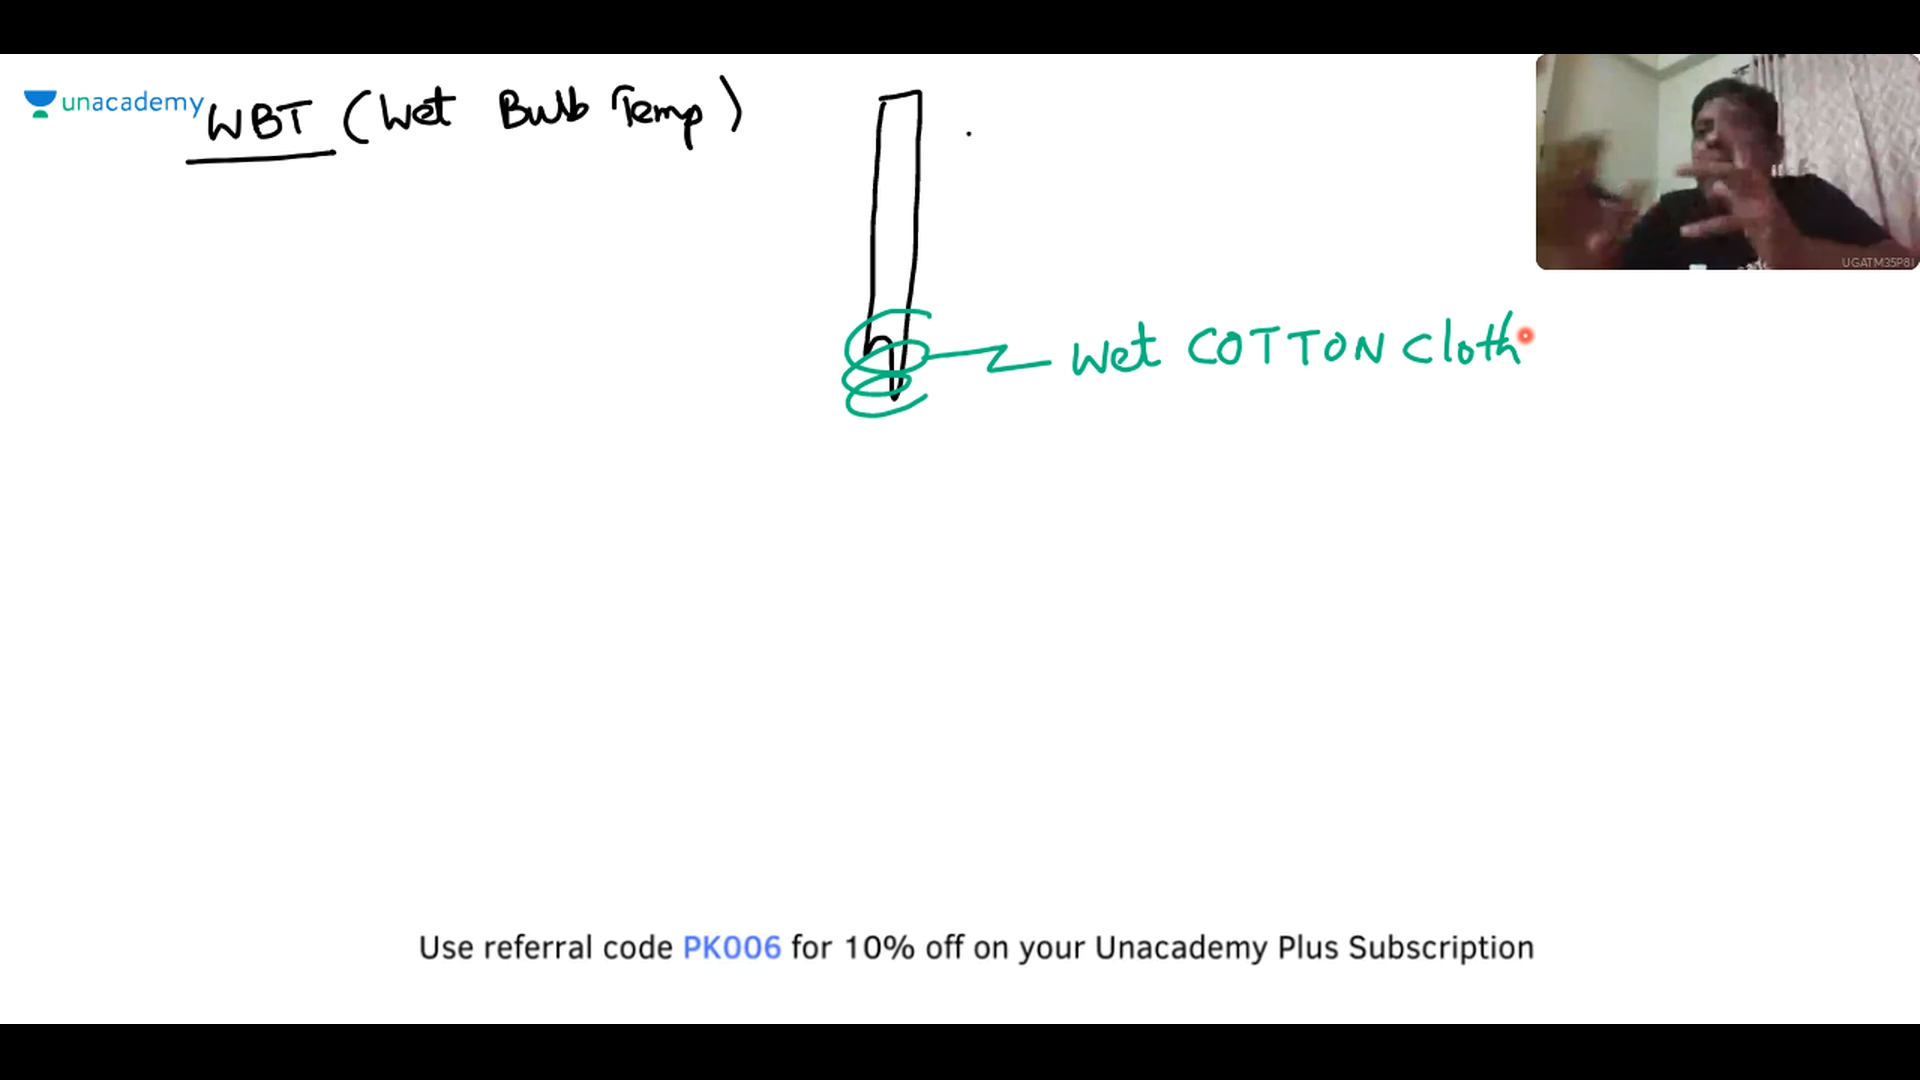 unacademy
WBT (Wet Bulb Temp)
Wet COTTON Cloth
UGATM35P8I
Use referral code PK006 for 10% off on your Unacademy Plus Subscription